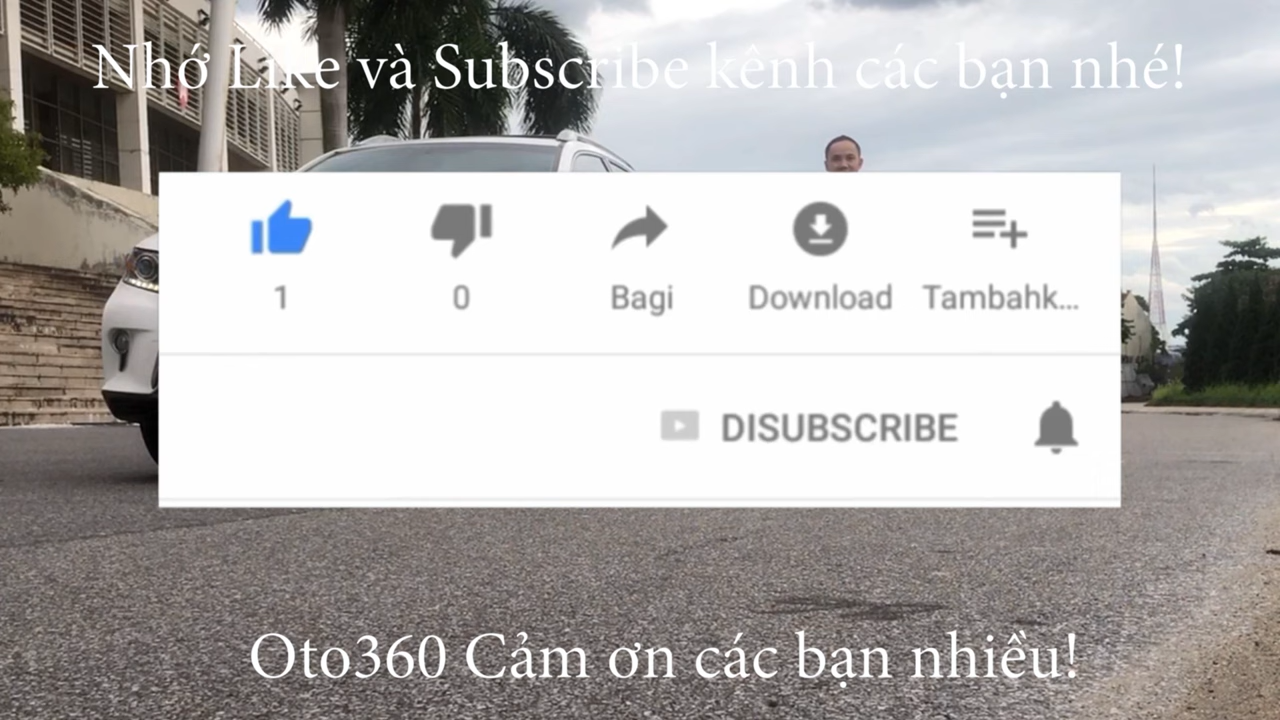 Nhớ Like và Subscribe kênh các bạn nhé!
1 0 Bagi Download Tambahk...
DISUBSCRIBE
Oto360 Cảm ơn các bạn nhiều!